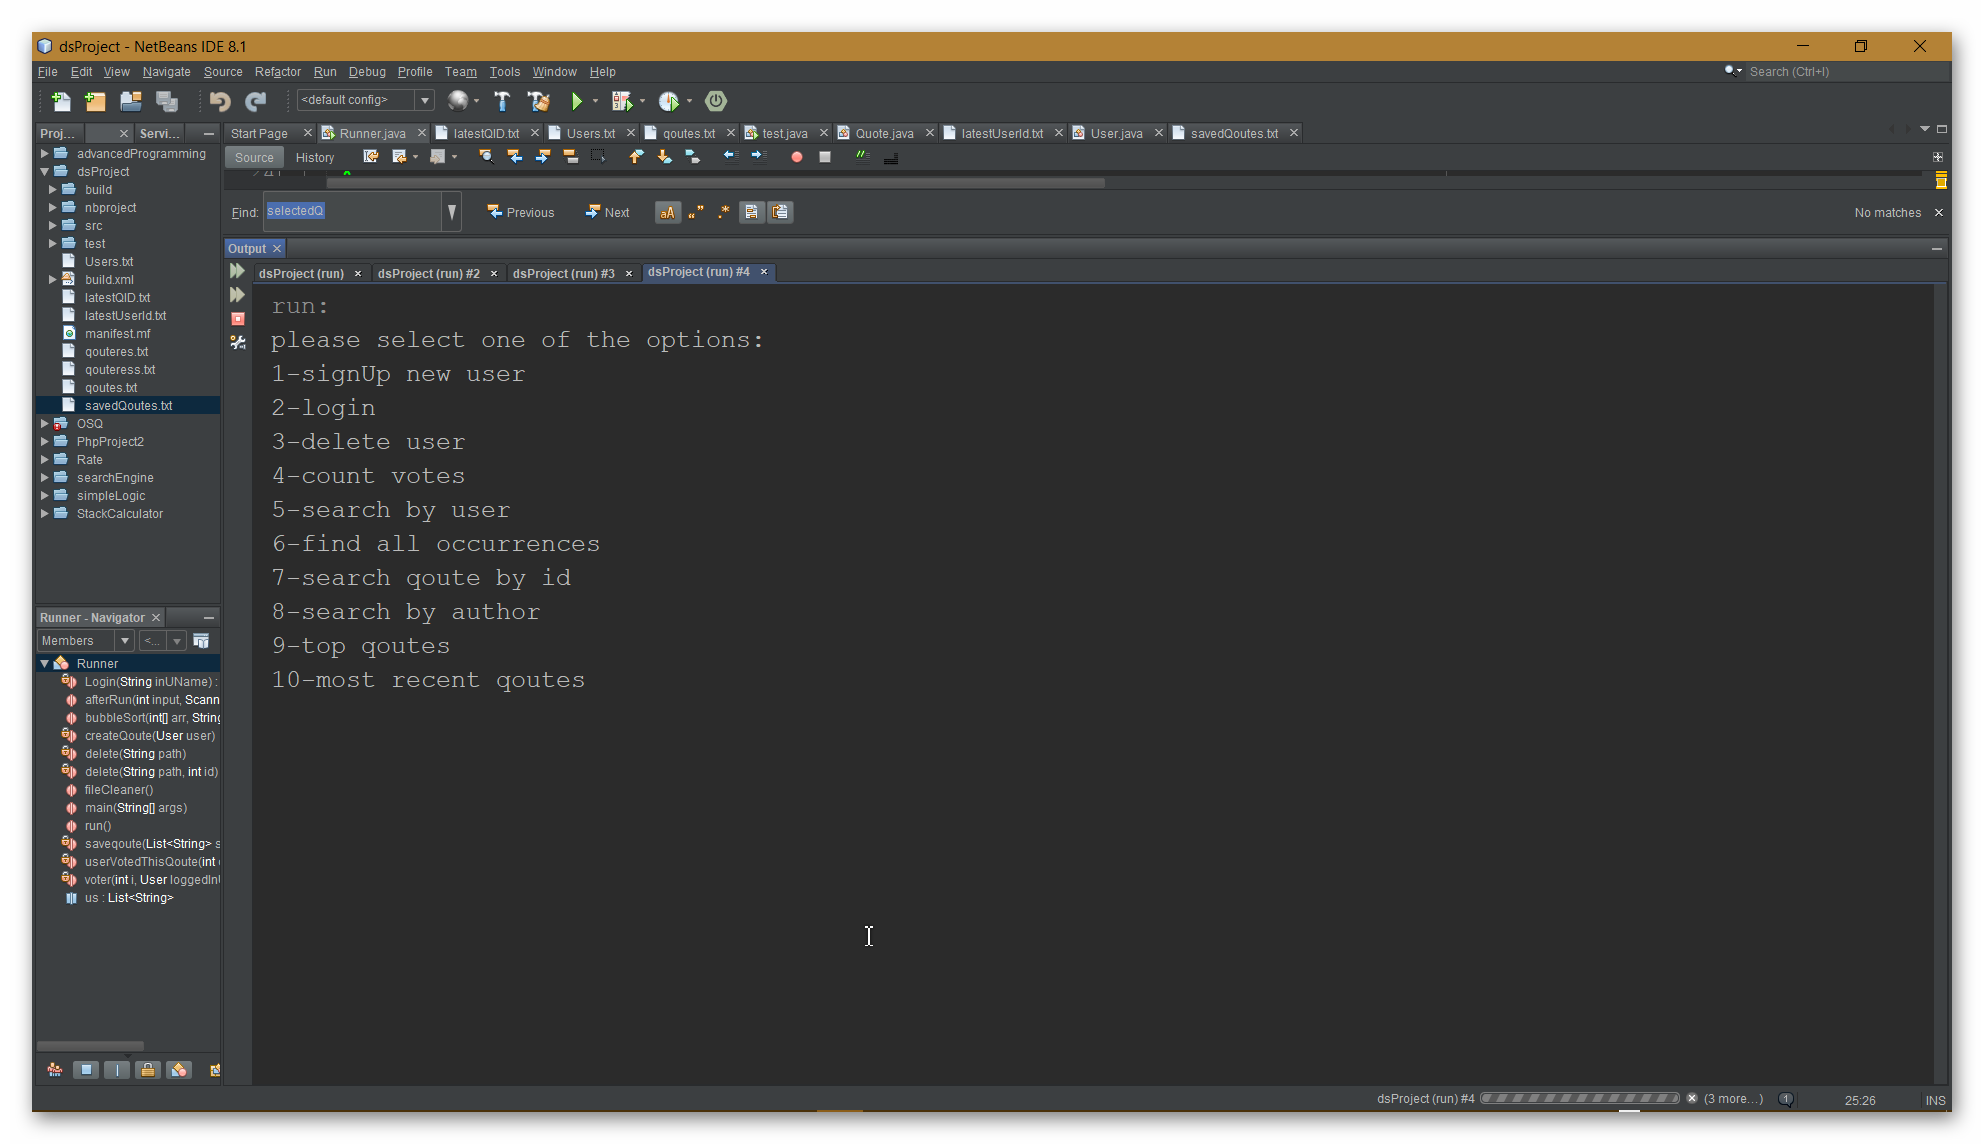 dsProject - NetBeans IDE 8.1
File Edit View Navigate Source Refactor Run Debug Profile Team Tools Window Help
Search (Ctrl+I)
<default config>
Proj... Servi...
Start Page Runner.java latestQID.txt Users.txt qoutes.txt test.java Quote.java latestUserId.txt User.java savedQoutes.txt
Source History
Find: selectedQ Previous Next No matches
Output
dsProject (run) dsProject (run) #2 dsProject (run) #3 dsProject (run) #4
run:
please select one of the options:
1-signUp new user
2-login
3-delete user
4-count votes
5-search by user
6-find all occurrences
7-search qoute by id
8-search by author
9-top qoutes
10-most recent qoutes
advancedProgramming
dsProject
build
nbproject
src
test
Users.txt
build.xml
latestQID.txt
latestUserId.txt
manifest.mf
qouteres.txt
qouteress.txt
qoutes.txt
savedQoutes.txt
OSQ
PhpProject2
Rate
searchEngine
simpleLogic
StackCalculator
Runner - Navigator
Members <...
Runner
Login(String inUName) :
afterRun(int input, Scann
bubbleSort(int[] arr, String
createQoute(User user)
delete(String path)
delete(String path, int id)
fileCleaner()
main(String[] args)
run()
saveqoute(List<String> s
userVotedThisQoute(int
voter(int i, User loggedIn
us : List<String>
dsProject (run) #4 (3 more...) 1 25:26 INS